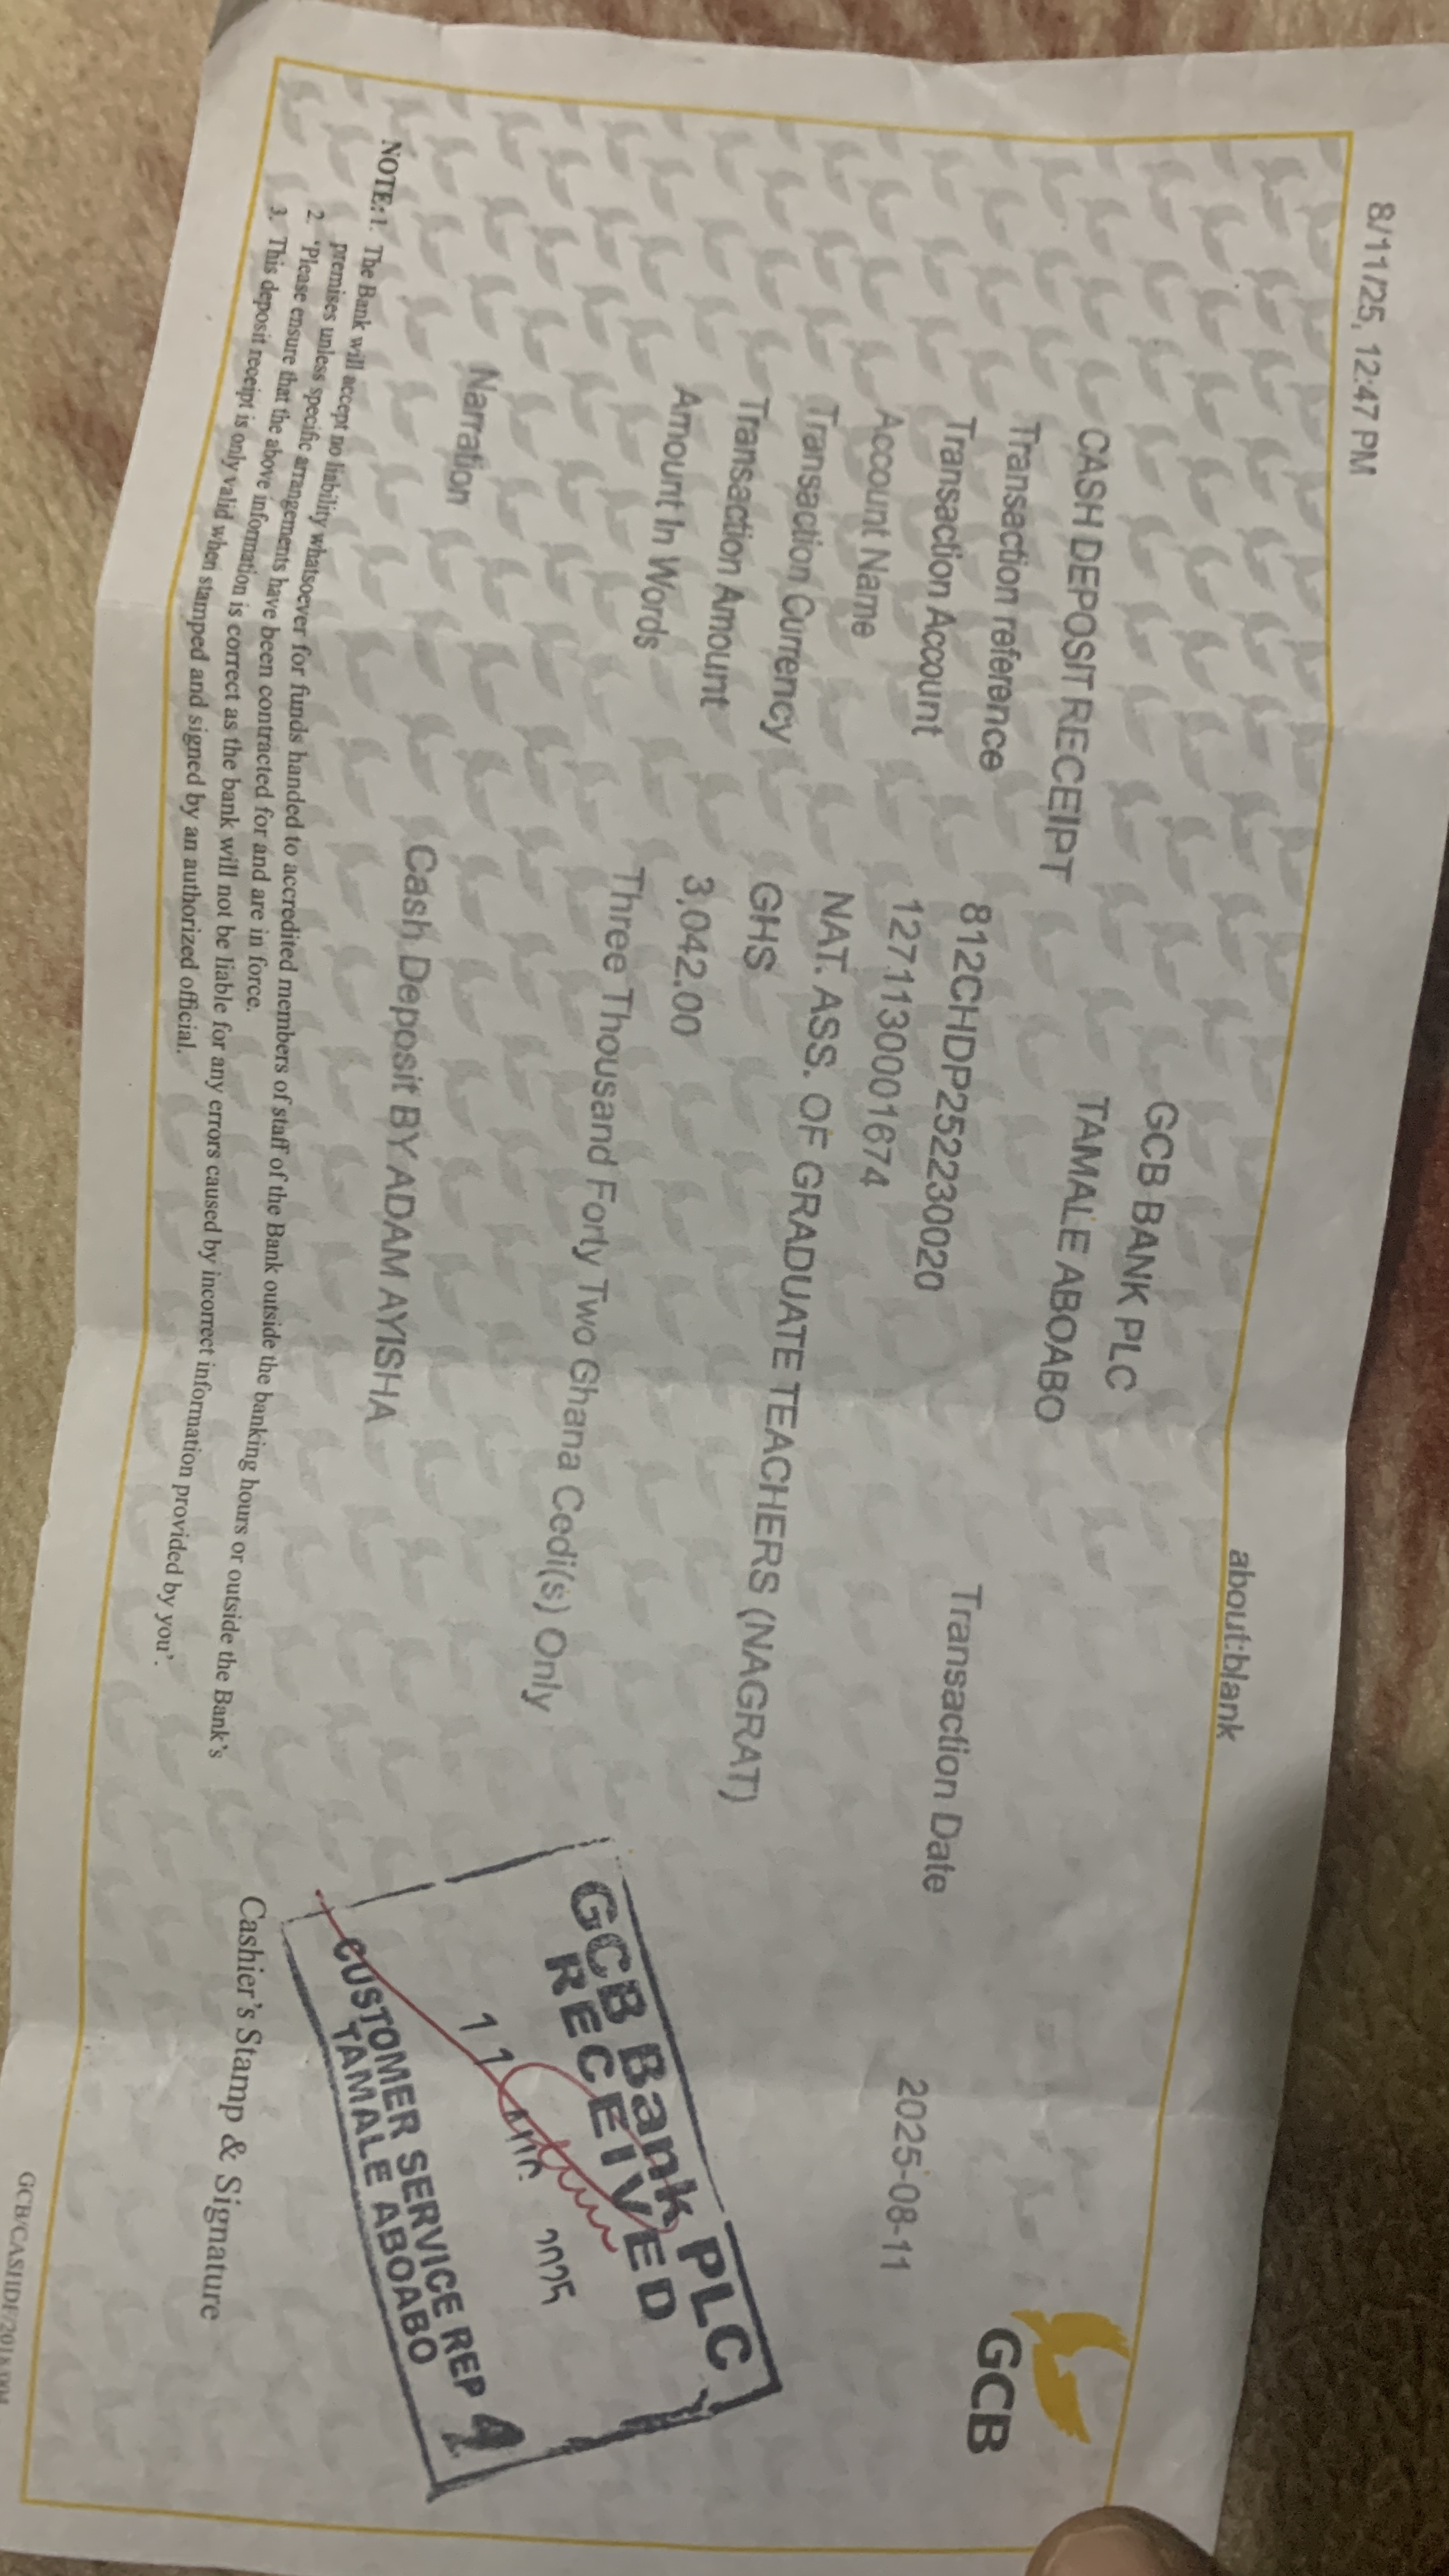 8/11/25, 12:47 PM
about:blank
GCB BANK PLC
TAMALE ABOABO
GCB
CASH DEPOSIT RECEIPT
Transaction reference 812CHDP252230020 Transaction Date 2025-08-11
Transaction Account 1271130001674
Account Name NAT. ASS. OF GRADUATE TEACHERS (NAGRAT)
Transaction Currency GHS
Transaction Amount 3,042.00
Amount In Words Three Thousand Forty Two Ghana Cedi(s) Only
Narration Cash Deposit BY ADAM AYISHA
GCB Bank PLC
RECEIVED
11 2025
CUSTOMER SERVICE REP
TAMALE ABOABO
NOTE: 1. The Bank will accept no liability whatsoever for funds handed to accredited members of staff of the Bank outside the banking hours or outside the Bank's
premises unless specific arrangements have been contracted for and are in force.
2. 'Please ensure that the above information is correct as the bank will not be liable for any errors caused by incorrect information provided by you'.
3. This deposit receipt is only valid when stamped and signed by an authorized official.
Cashier's Stamp & Signature